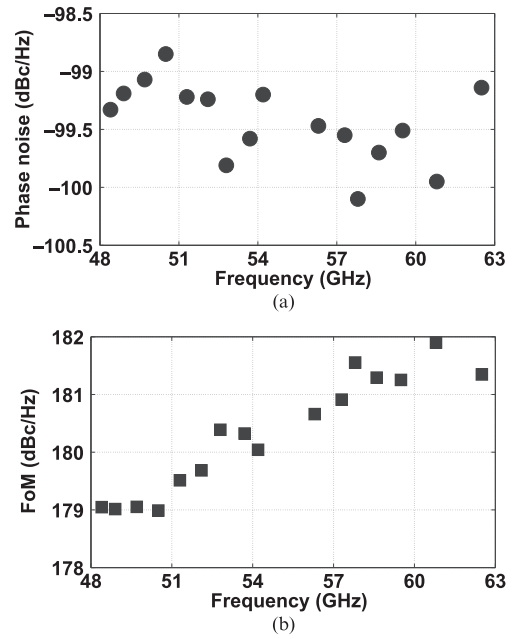 −98.5
−99
−99.5
−100
−100.5
Phase noise (dBc/Hz)
48 51 54 57 60 63
Frequency (GHz)
(a)
182
181
180
179
178
FoM (dBc/Hz)
48 51 54 57 60 63
Frequency (GHz)
(b)